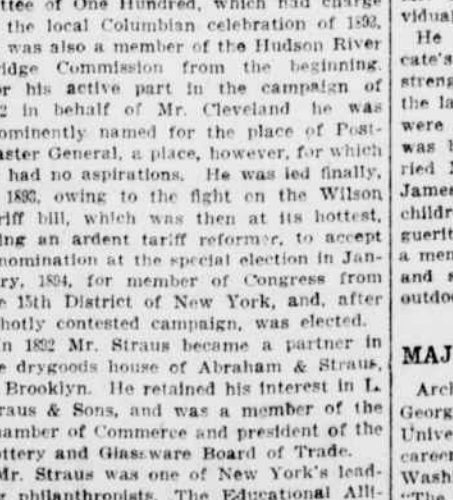 ttee of One Hundred, which had charge
the local Columbian celebration of 1892,
was also a member of the Hudson River
idge Commission from the beginning.
or his active part in the campaign of
2 in behalf of Mr. Cleveland he was
ominently named for the place of Post-
aster General, a place, however, for which
had no aspirations. He was led finally,
1893, owing to the fight on the Wilson
riff bill, which was then at its hottest,
ing an ardent tariff reformer, to accept
nomination at the special election in Jan-
ry, 1894, for member of Congress from
e 15th District of New York, and, after
hotly contested campaign, was elected.
n 1892 Mr. Straus became a partner in
e drygoods house of Abraham & Straus,
Brooklyn. He retained his interest in L.
raus & Sons, and was a member of the
hamber of Commerce and president of the
ttery and Glassware Board of Trade.
Mr. Straus was one of New York's lead-
g philanthropists. The Educational Alli-
vidual
He
cate's
streng
the la
were
was b
ried M
James
childr
guerit
a men
and s
outdoo
MAJ
Arch
George
Unive
career
Wash
"The